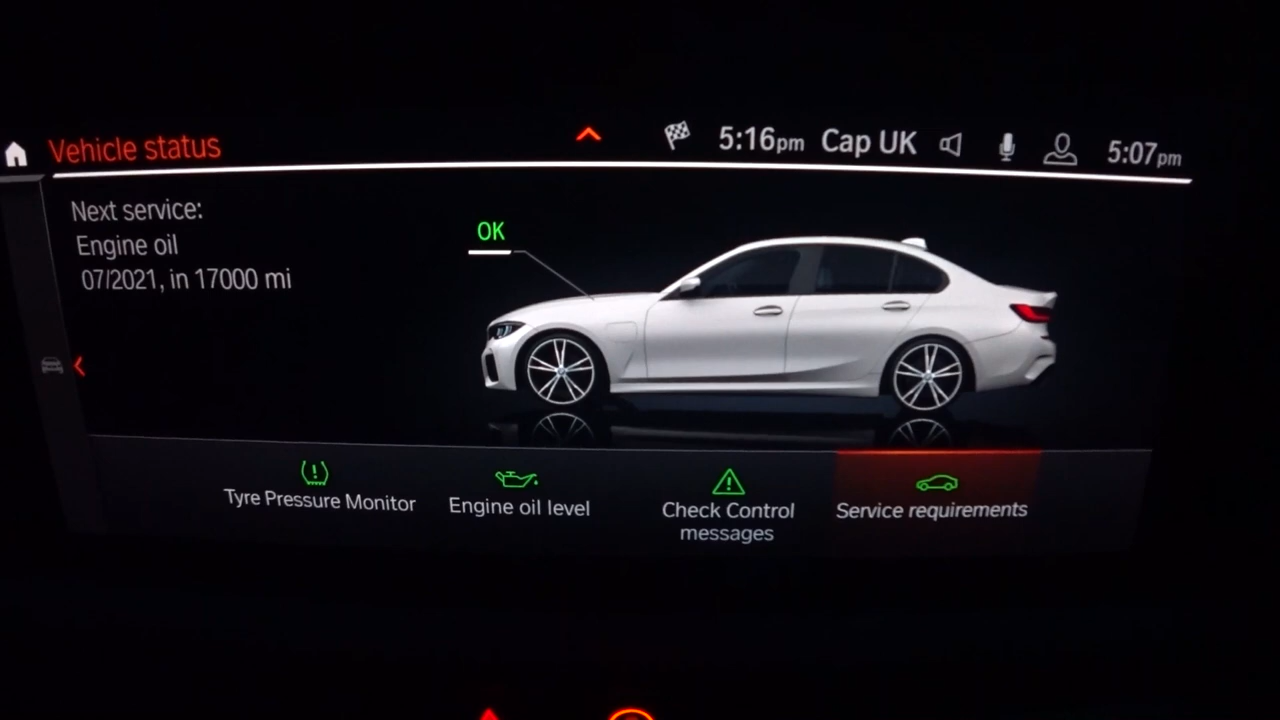 Vehicle status
5:16pm Cap UK
5:07pm
Next service:
Engine oil
07/2021, in 17000 mi
OK
Tyre Pressure Monitor
Engine oil level
Check Control
messages
Service requirements